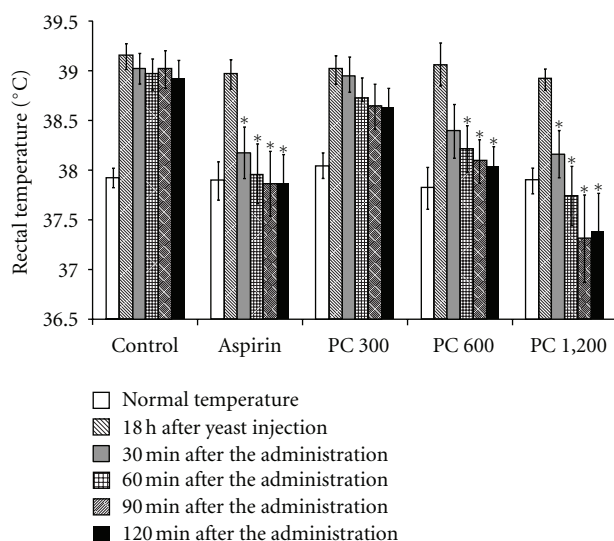 39.5
39
38.5
38
37.5
37
36.5
Rectal temperature (°C)
* * * *
* * *
* * * *
Control Aspirin PC 300 PC 600 PC 1,200
Normal temperature
18 h after yeast injection
30 min after the administration
60 min after the administration
90 min after the administration
120 min after the administration